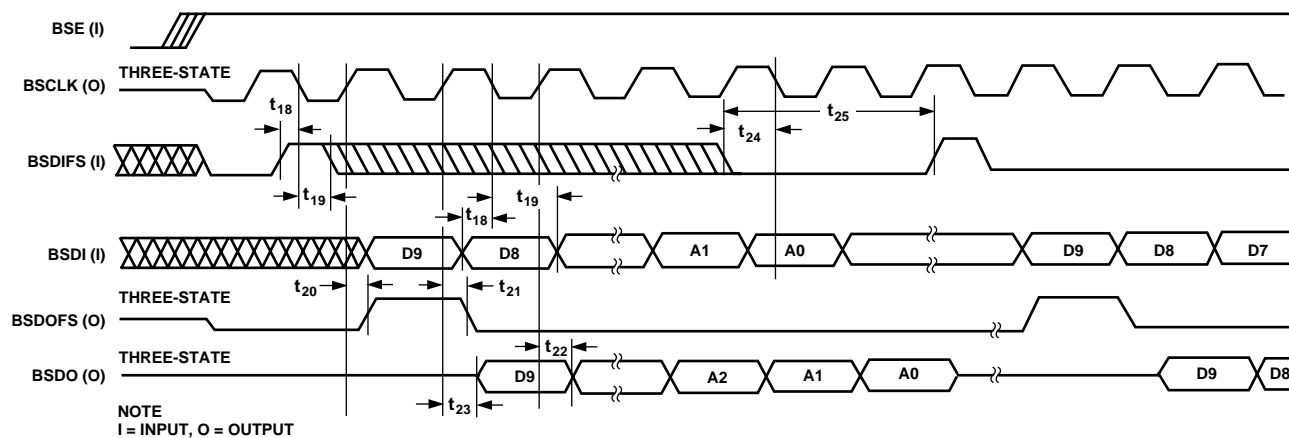 BSE (I)
THREE-STATE
BSCLK (O)
t18
t24
t25
BSDIFS (I)
t19
t18
t19
BSDI (I)
D9
D8
A1
A0
D9
D8
D7
THREE-STATE
t20
t21
BSDOFS (O)
THREE-STATE
t22
BSDO (O)
D9
A2
A1
A0
D9
D8
t23
NOTE
I = INPUT, O = OUTPUT